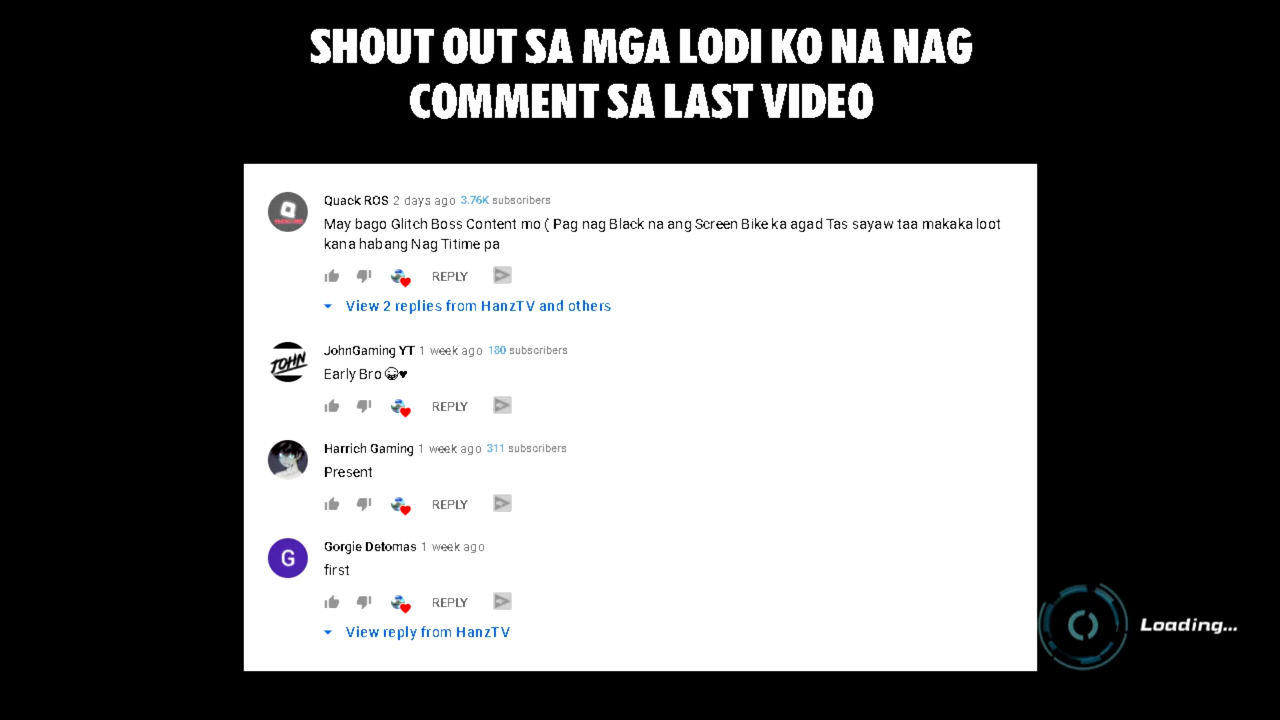 SHOUT OUT SA MGA LODI KO NA NAG
COMMENT SA LAST VIDEO
Quack ROS 2 days ago 3.76K subscribers
May bago Glitch Boss Content mo ( Pag nag Black na ang Screen Bike ka agad Tas sayaw taa makaka loot
kana habang Nag Titime pa
REPLY
View 2 replies from HanzTV and others
JOHN
JohnGaming YT 1 week ago 180 subscribers
Early Bro 😂♥
REPLY
Harrich Gaming 1 week ago 311 subscribers
Present
REPLY
G
Gorgie Detomas 1 week ago
first
REPLY
View reply from HanzTV
Loading...